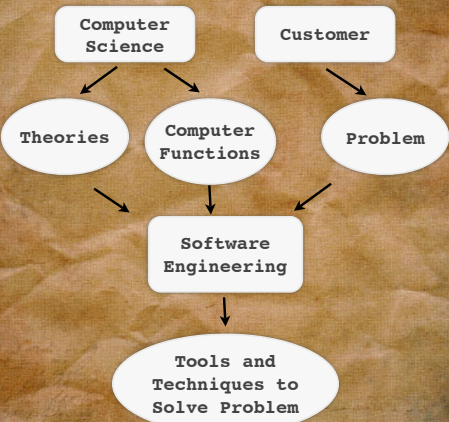 Computer
Science
Customer
Theories
Computer
Functions
Problem
Software
Engineering
Tools and
Techniques to
Solve Problem